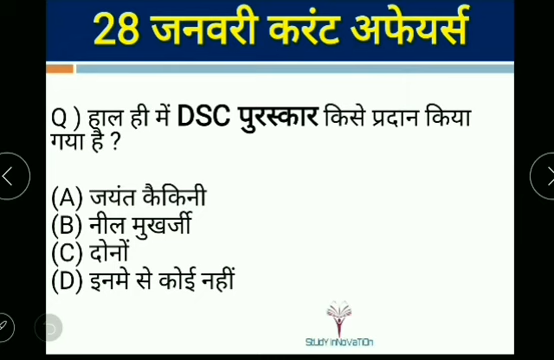 28 जनवरी करंट अफेयर्स
Q ) हाल ही में DSC पुरस्कार किसे प्रदान किया
गया है ?
(A) जयंत कैकिनी
(B) नील मुखर्जी
(C) दोनों
(D) इनमे से कोई नहीं
StuDY inNoVaTiOn